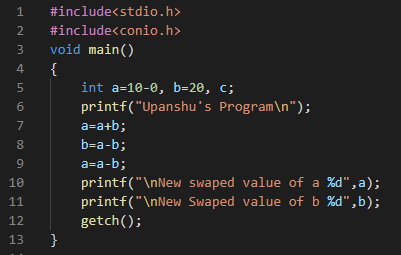 1 #include<stdio.h>
2 #include<conio.h>
3 void main()
4 {
5 int a=10-0, b=20, c;
6 printf("Upanshu's Program\n");
7 a=a+b;
8 b=a-b;
9 a=a-b;
10 printf("\nNew swaped value of a %d",a);
11 printf("\nNew Swaped value of b %d",b);
12 getch();
13 }